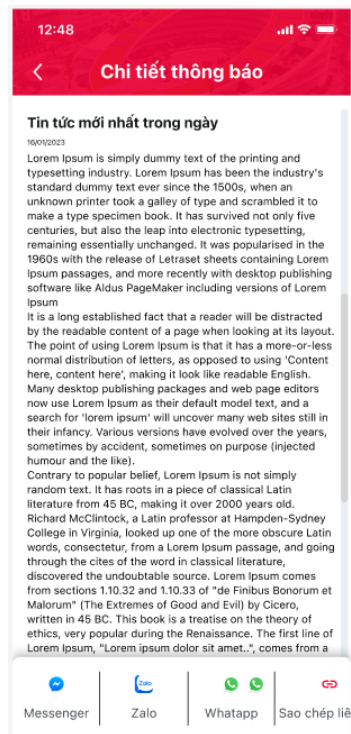 12:48
Chi tiết thông báo
Tin tức mới nhất trong ngày
16/01/2023
Lorem Ipsum is simply dummy text of the printing and
typesetting industry. Lorem Ipsum has been the industry's
standard dummy text ever since the 1500s, when an
unknown printer took a galley of type and scrambled it to
make a type specimen book. It has survived not only five
centuries, but also the leap into electronic typesetting,
remaining essentially unchanged. It was popularised in the
1960s with the release of Letraset sheets containing Lorem
Ipsum passages, and more recently with desktop publishing
software like Aldus PageMaker including versions of Lorem
Ipsum
It is a long established fact that a reader will be distracted
by the readable content of a page when looking at its layout.
The point of using Lorem Ipsum is that it has a more-or-less
normal distribution of letters, as opposed to using 'Content
here, content here', making it look like readable English.
Many desktop publishing packages and web page editors
now use Lorem Ipsum as their default model text, and a
search for 'lorem ipsum' will uncover many web sites still in
their infancy. Various versions have evolved over the years,
sometimes by accident, sometimes on purpose (injected
humour and the like).
Contrary to popular belief, Lorem Ipsum is not simply
random text. It has roots in a piece of classical Latin
literature from 45 BC, making it over 2000 years old.
Richard McClintock, a Latin professor at Hampden-Sydney
College in Virginia, looked up one of the more obscure Latin
words, consectetur, from a Lorem Ipsum passage, and going
through the cites of the word in classical literature,
discovered the undoubtable source. Lorem Ipsum comes
from sections 1.10.32 and 1.10.33 of "de Finibus Bonorum et
Malorum" (The Extremes of Good and Evil) by Cicero,
written in 45 BC. This book is a treatise on the theory of
ethics, very popular during the Renaissance. The first line of
Lorem Ipsum, "Lorem ipsum dolor sit amet..", comes from a
Zalo
Messenger Zalo Whatapp Sao chép liê